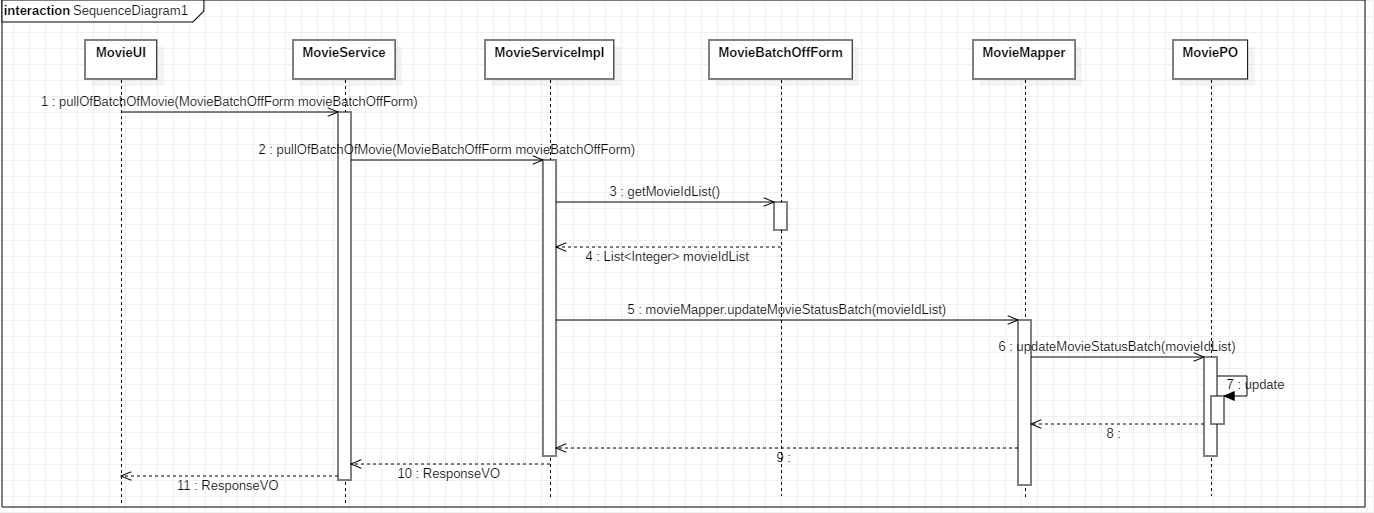 interaction SequenceDiagram1
MovieUI
MovieService
MovieServiceImpl
MovieBatchOffForm
MovieMapper
MoviePO
1 : pullOfBatchOfMovie(MovieBatchOffForm movieBatchOffForm)
2 : pullOfBatchOfMovie(MovieBatchOffForm movieBatchOffForm)
3 : getMovieIdList()
4 : List<Integer> movieIdList
5 : movieMapper.updateMovieStatusBatch(movieIdList)
6 : updateMovieStatusBatch(movieIdList)
7 : update
8 :
9 :
10 : ResponseVO
11 : ResponseVO